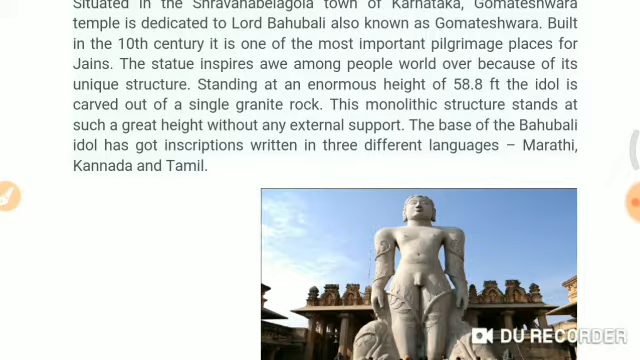 Situated in the Shravanabelagola town of Karnataka, Gomateshwara
temple is dedicated to Lord Bahubali also known as Gomateshwara. Built
in the 10th century it is one of the most important pilgrimage places for
Jains. The statue inspires awe among people world over because of its
unique structure. Standing at an enormous height of 58.8 ft the idol is
carved out of a single granite rock. This monolithic structure stands at
such a great height without any external support. The base of the Bahubali
idol has got inscriptions written in three different languages – Marathi,
Kannada and Tamil.
DU RECORDER